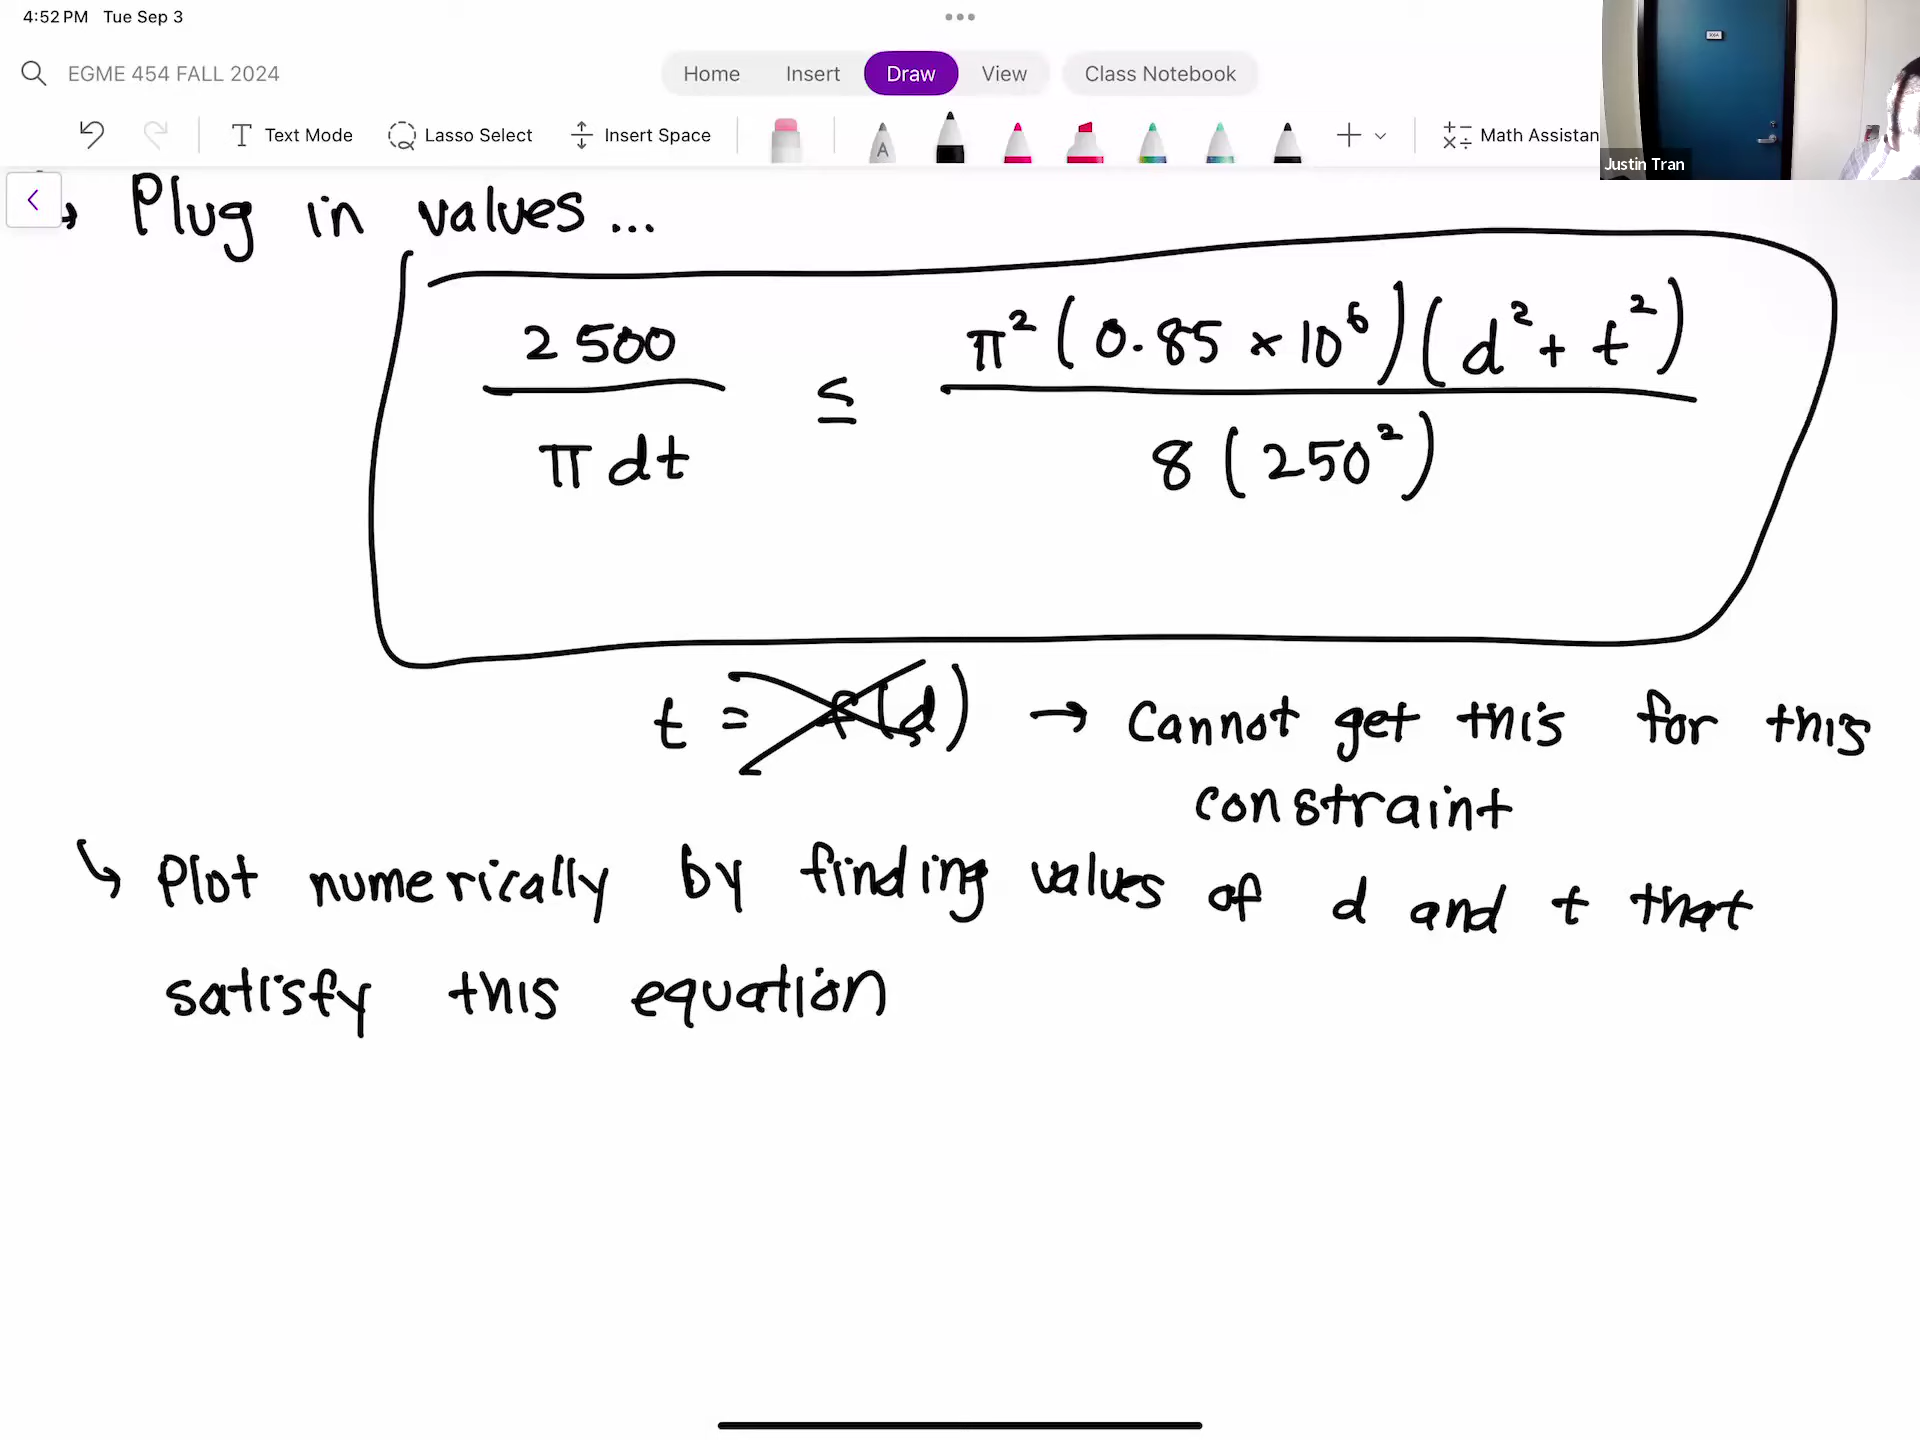 4:52 PM Tue Sep 3
EGME 454 FALL 2024
Home Insert Draw View Class Notebook
Text Mode Lasso Select Insert Space A Math Assistan
Justin Tran
Plug in values...
2500 / π dt ≤ π² (0.85 × 10⁶)(d² + t²) / 8 (250²)
t = f(d) → Cannot get this for this
constraint
↳ Plot numerically by finding values of d and t that
satisfy this equation